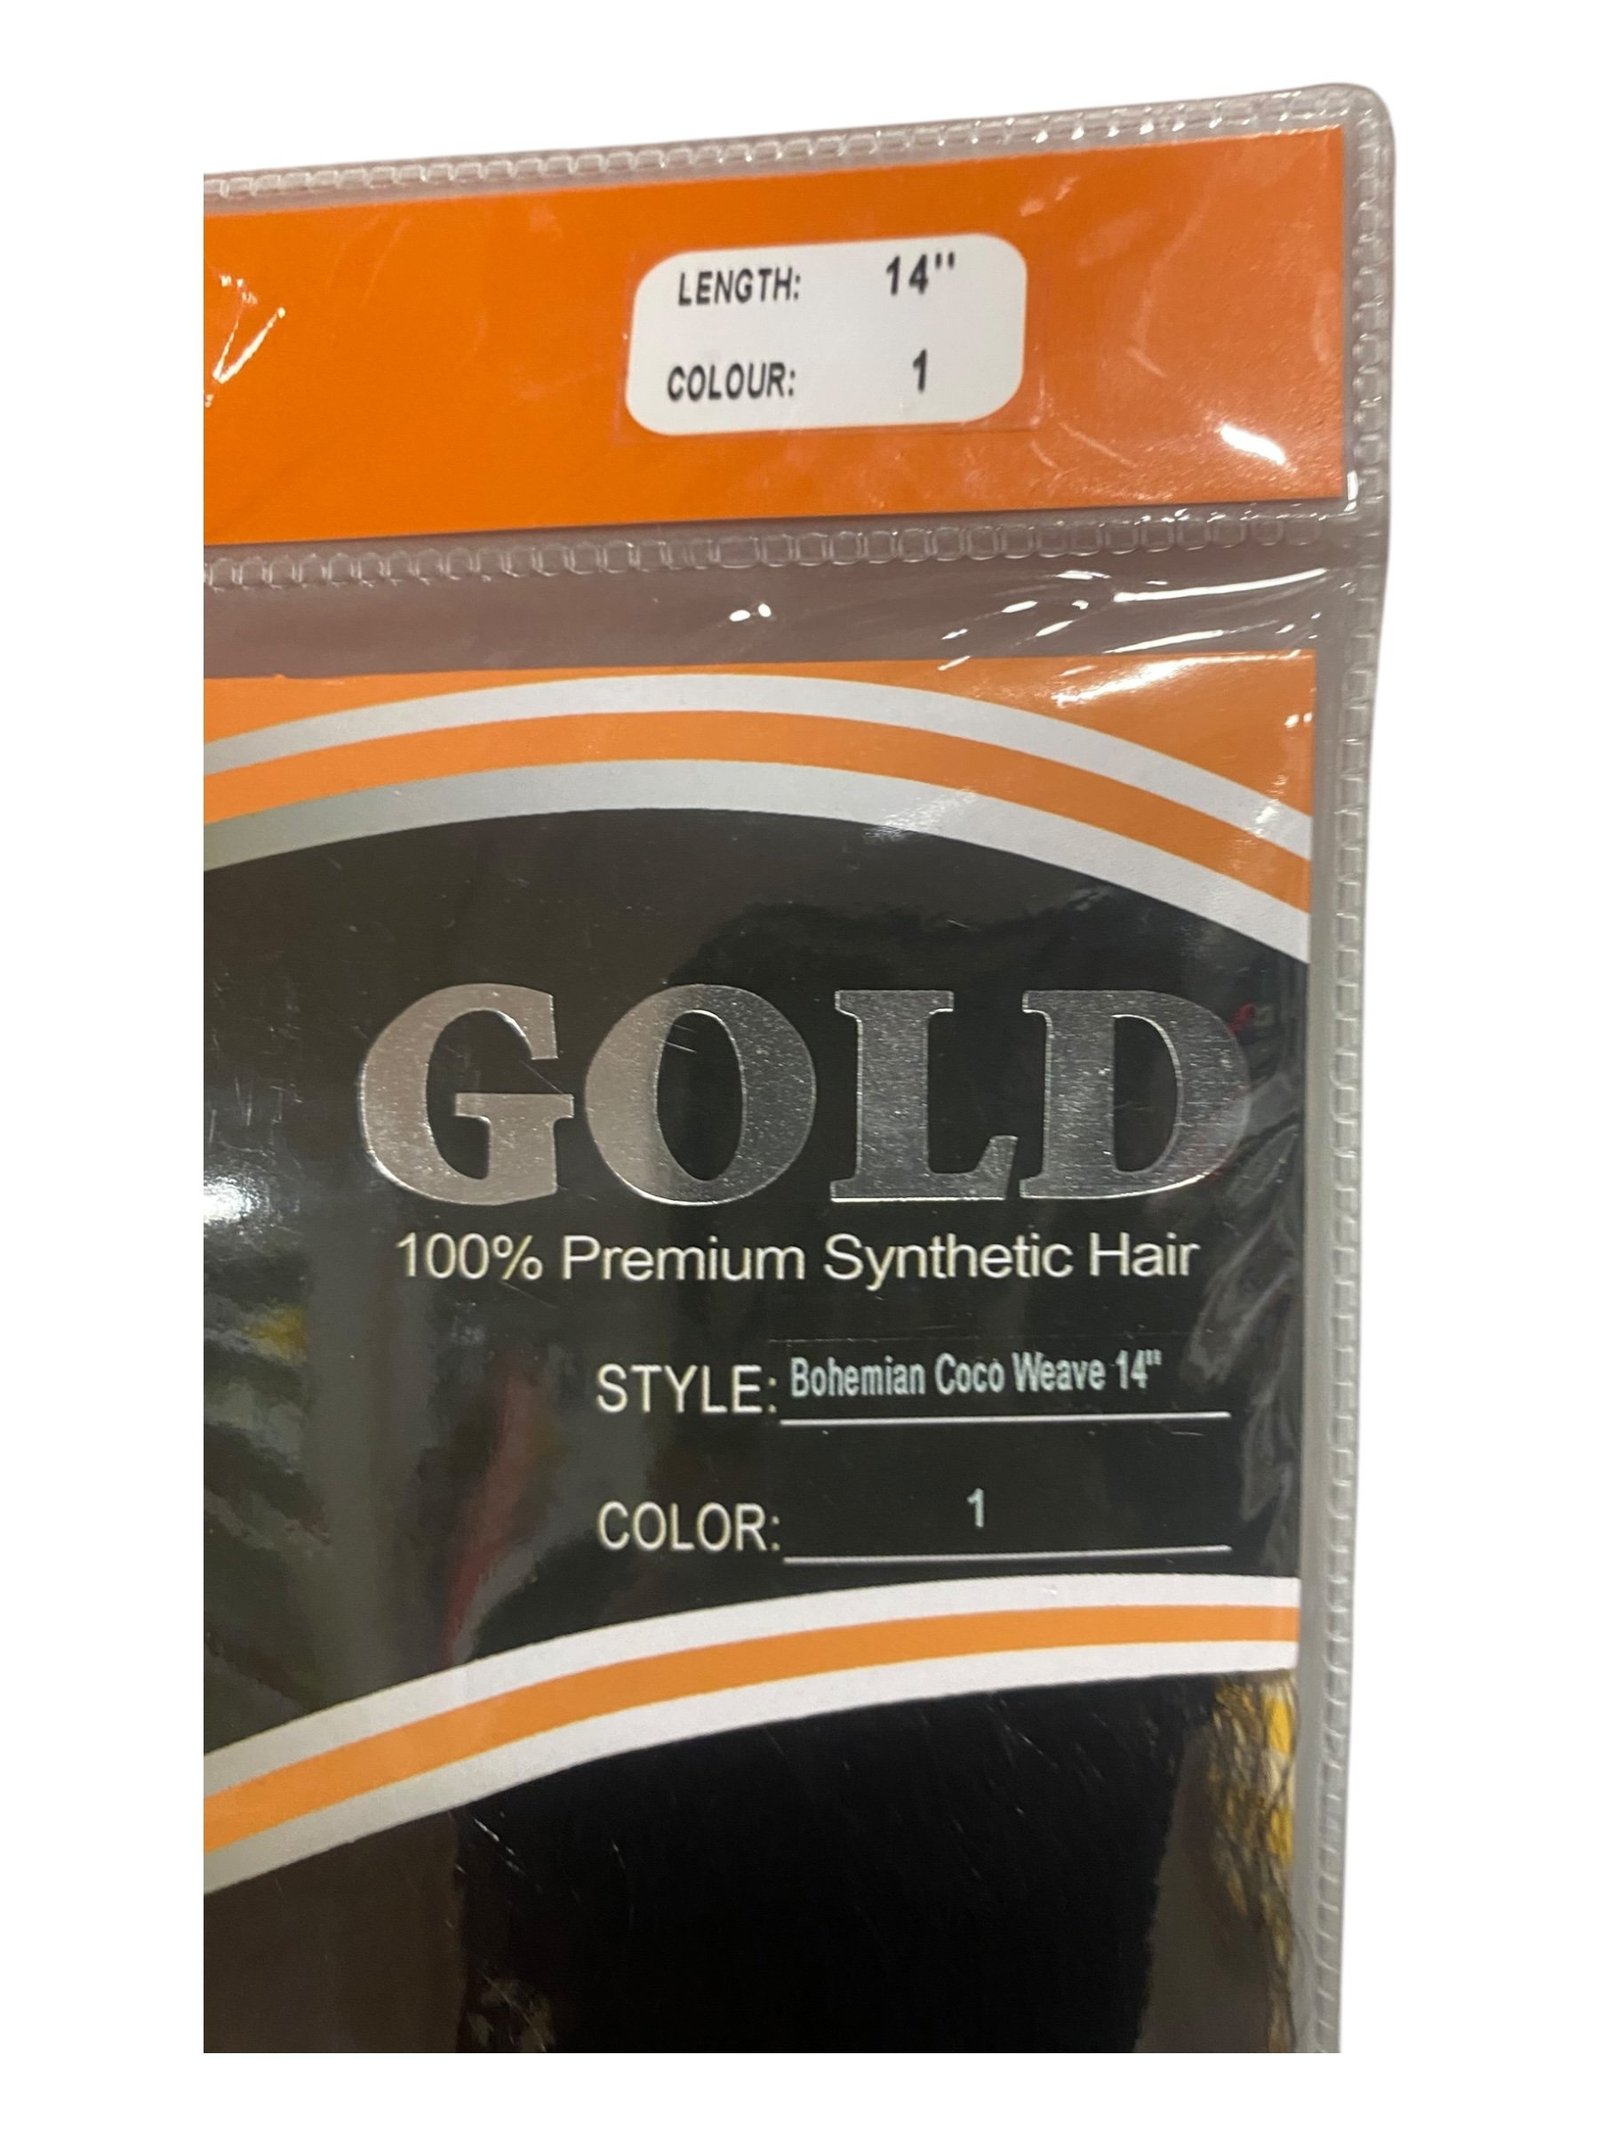 LENGTH: 14"
COLOUR: 1
GOLD
100% Premium Synthetic Hair
STYLE: Bohemian Coco Weave 14"
COLOR: 1